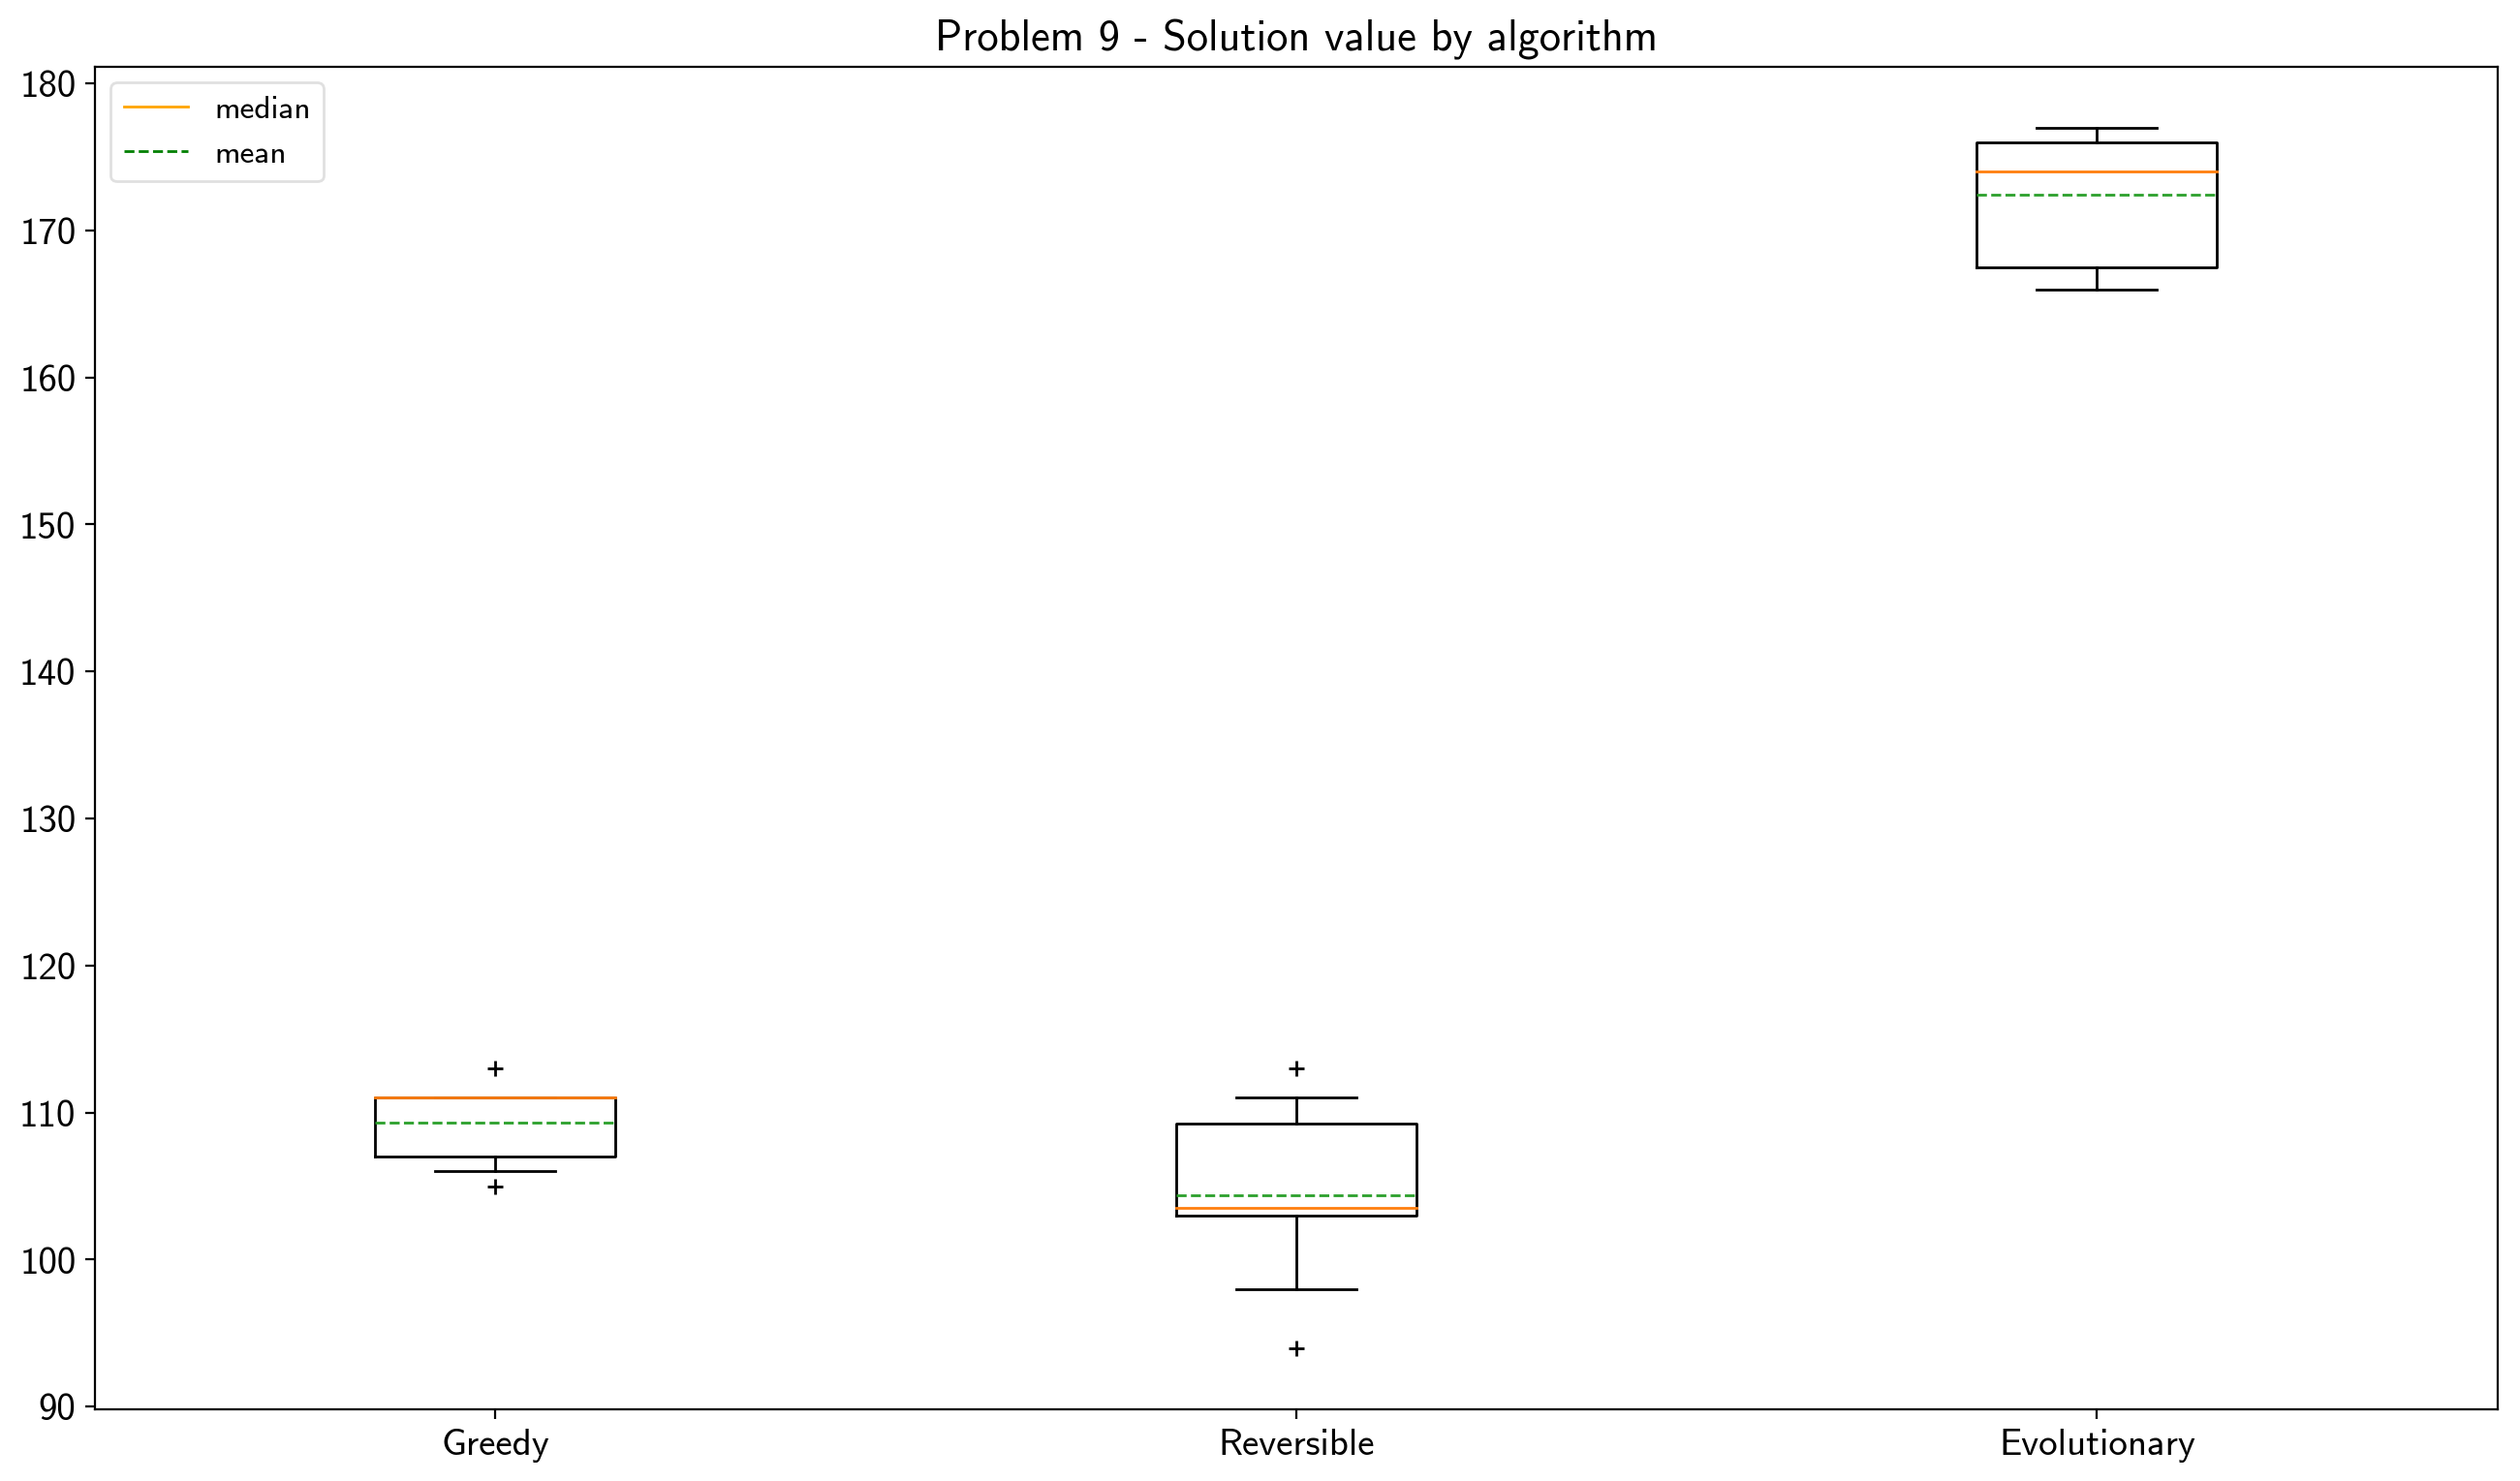 Problem 9 - Solution value by algorithm
median
mean
180
170
160
150
140
130
120
110
100
90
Greedy
Reversible
Evolutionary